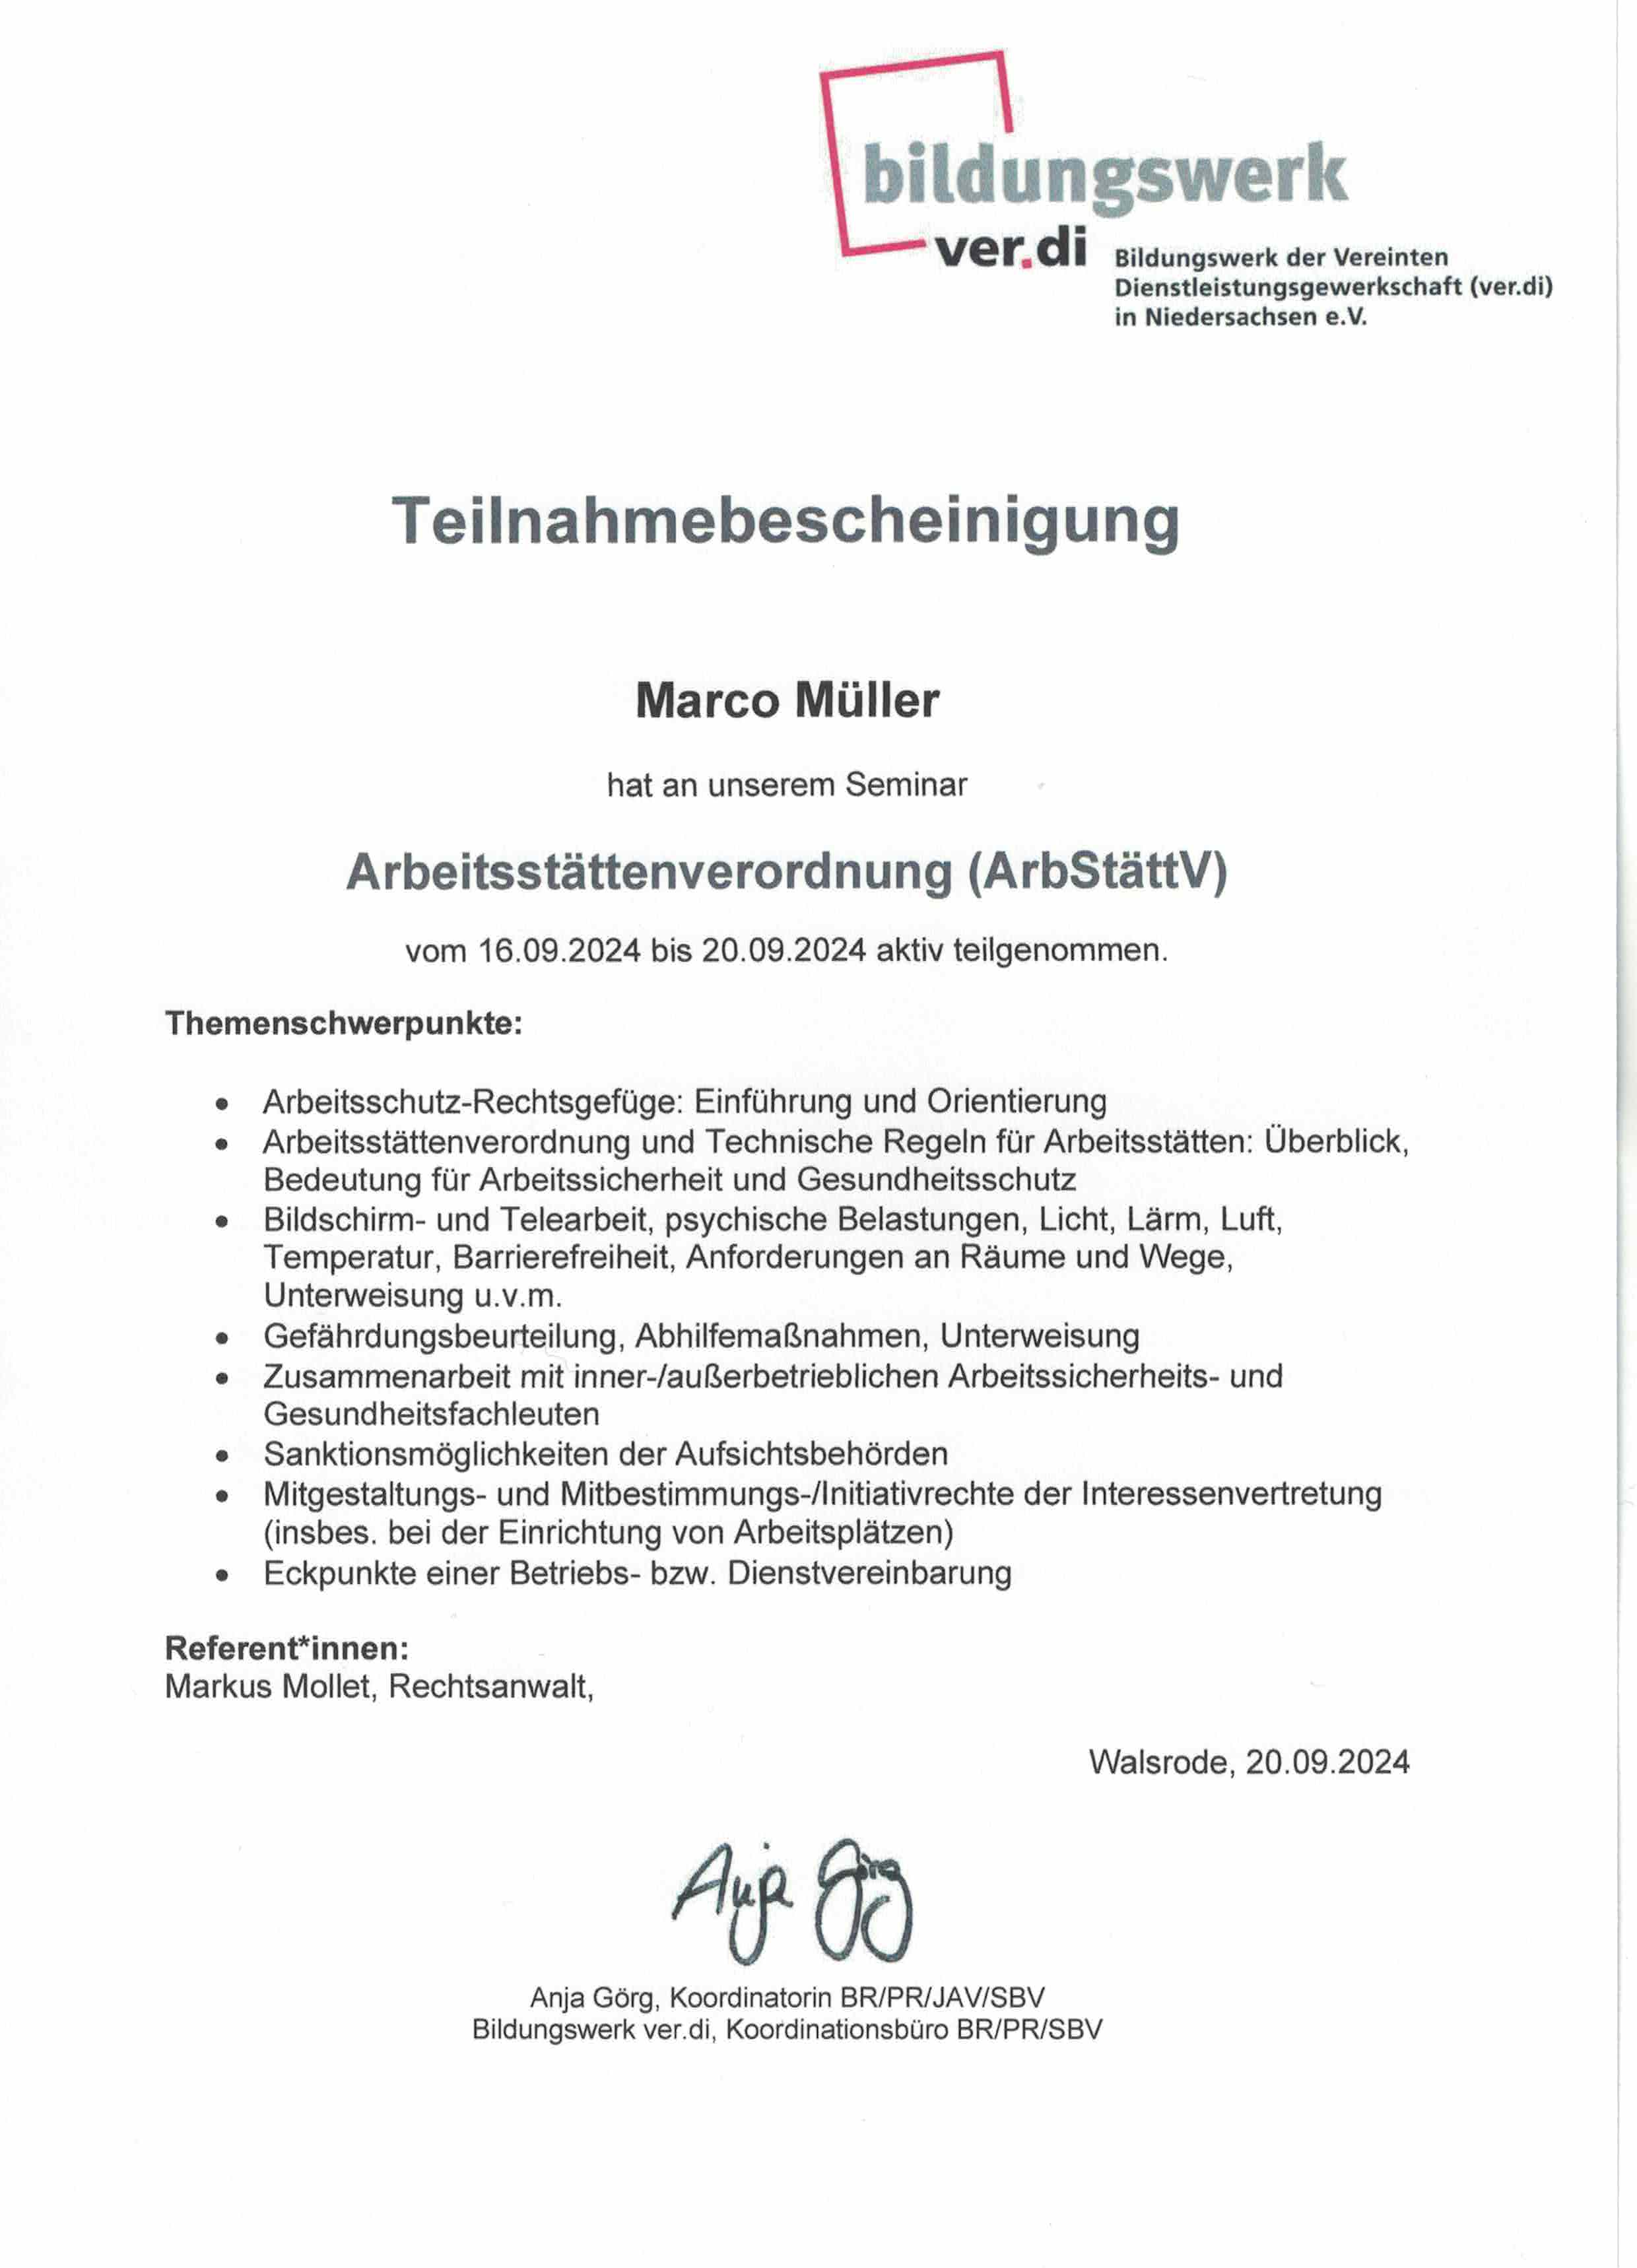 bildungswerk
ver.di
Bildungswerk der Vereinten
Dienstleistungsgewerkschaft (ver.di)
in Niedersachsen e.V.
Teilnahmebescheinigung
Marco Müller
hat an unserem Seminar
Arbeitsstättenverordnung (ArbStättV)
vom 16.09.2024 bis 20.09.2024 aktiv teilgenommen.
Themenschwerpunkte:
• Arbeitsschutz-Rechtsgefüge: Einführung und Orientierung
• Arbeitsstättenverordnung und Technische Regeln für Arbeitsstätten: Überblick,
Bedeutung für Arbeitssicherheit und Gesundheitsschutz
• Bildschirm- und Telearbeit, psychische Belastungen, Licht, Lärm, Luft,
Temperatur, Barrierefreiheit, Anforderungen an Räume und Wege,
Unterweisung u.v.m.
• Gefährdungsbeurteilung, Abhilfemaßnahmen, Unterweisung
• Zusammenarbeit mit inner-/außerbetrieblichen Arbeitssicherheits- und
Gesundheitsfachleuten
• Sanktionsmöglichkeiten der Aufsichtsbehörden
• Mitgestaltungs- und Mitbestimmungs-/Initiativrechte der Interessenvertretung
(insbes. bei der Einrichtung von Arbeitsplätzen)
• Eckpunkte einer Betriebs- bzw. Dienstvereinbarung
Referent*innen:
Markus Mollet, Rechtsanwalt,
Walsrode, 20.09.2024
Anja Görg
Anja Görg, Koordinatorin BR/PR/JAV/SBV
Bildungswerk ver.di, Koordinationsbüro BR/PR/SBV